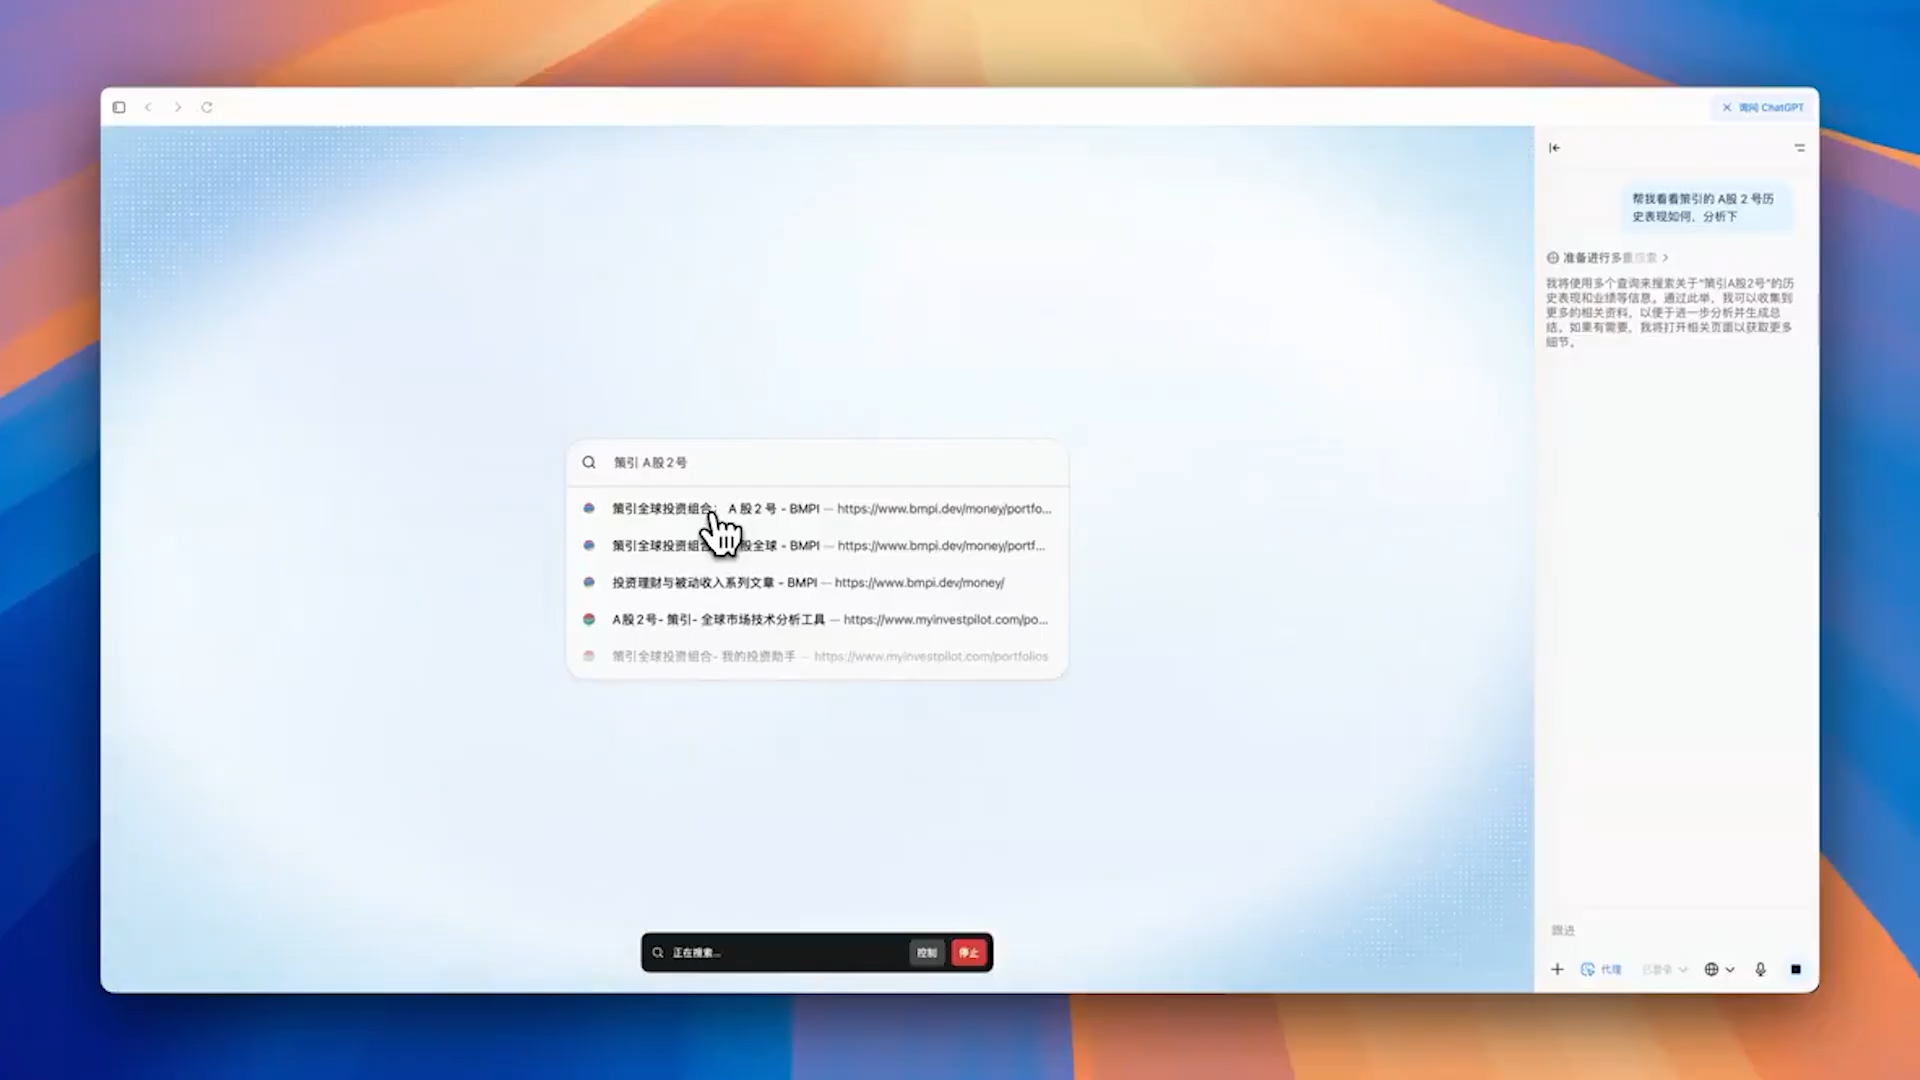 询问 ChatGPT
帮我看看策引的 A股 2 号历
史表现如何，分析下
准备进行多重搜索
我将使用多个查询来搜索关于“策引A股2号”的历
史表现和业绩等信息。通过此举，我可以收集到
更多的相关资料，以便于进一步分析并生成总
结。如果有需要，我将打开相关页面以获取更多
细节。
策引 A股2号
策引全球投资组合： A 股 2 号 - BMPI — https://www.bmpi.dev/money/portfo...
策引全球投资组 股全球 - BMPI — https://www.bmpi.dev/money/portf...
投资理财与被动收入系列文章 - BMPI — https://www.bmpi.dev/money/
A股2号- 策引- 全球市场技术分析工具 — https://www.myinvestpilot.com/po...
策引全球投资组合- 我的投资助手 — https://www.myinvestpilot.com/portfolios
正在搜索...
控制
停止
跟进
代理
已登录